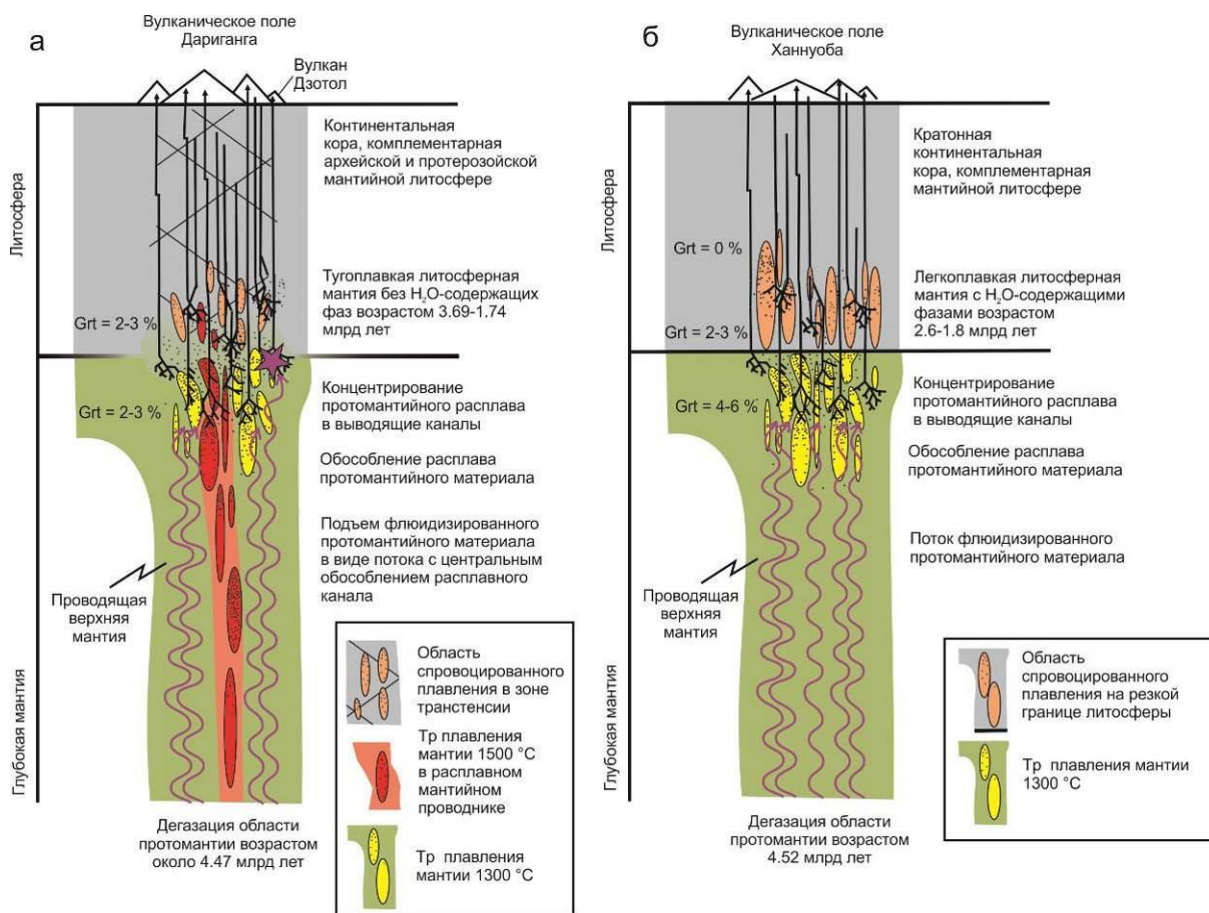 а
Вулканическое поле
Дариганга
Вулкан
Дзотол
Литосфера
Глубокая мантия
Континентальная
кора, комплементарная
архейской и протерозойской
мантийной литосфере
Тугоплавкая литосферная
мантия без H₂O-содержащих
фаз возрастом 3.69-1.74
млрд лет
Grt = 2-3 %
Grt = 2-3 %
Концентрирование
протомантийного расплава
в выводящие каналы
Обособление расплава
протомантийного материала
Подъем флюидизированного
протомантийного материала
в виде потока с центральным
обособлением расплавного
канала
Проводящая
верхняя
мантия
Дегазация области
протомантии возрастом
около 4.47 млрд лет
Область
спровоцированного
плавления в зоне
транстенсии
Тр плавления
мантии 1500 °C
в расплавном
мантийном
проводнике
Тр плавления
мантии 1300 °C
б
Вулканическое поле
Ханнуоба
Литосфера
Глубокая мантия
Кратонная
континентальная
кора, комплементарная
мантийной литосфере
Grt = 0 %
Легкоплавкая литосферная
мантия с H₂O-содержащими
фазами возрастом
2.6-1.8 млрд лет
Grt = 2-3 %
Grt = 4-6 %
Концентрирование
протомантийного расплава
в выводящие каналы
Обособление расплава
протомантийного материала
Поток флюидизированного
протомантийного материала
Проводящая
верхняя
мантия
Дегазация области
протомантии возрастом
4.52 млрд лет
Область
спровоцированного
плавления на резкой
границе литосферы
Тр плавления мантии
1300 °C